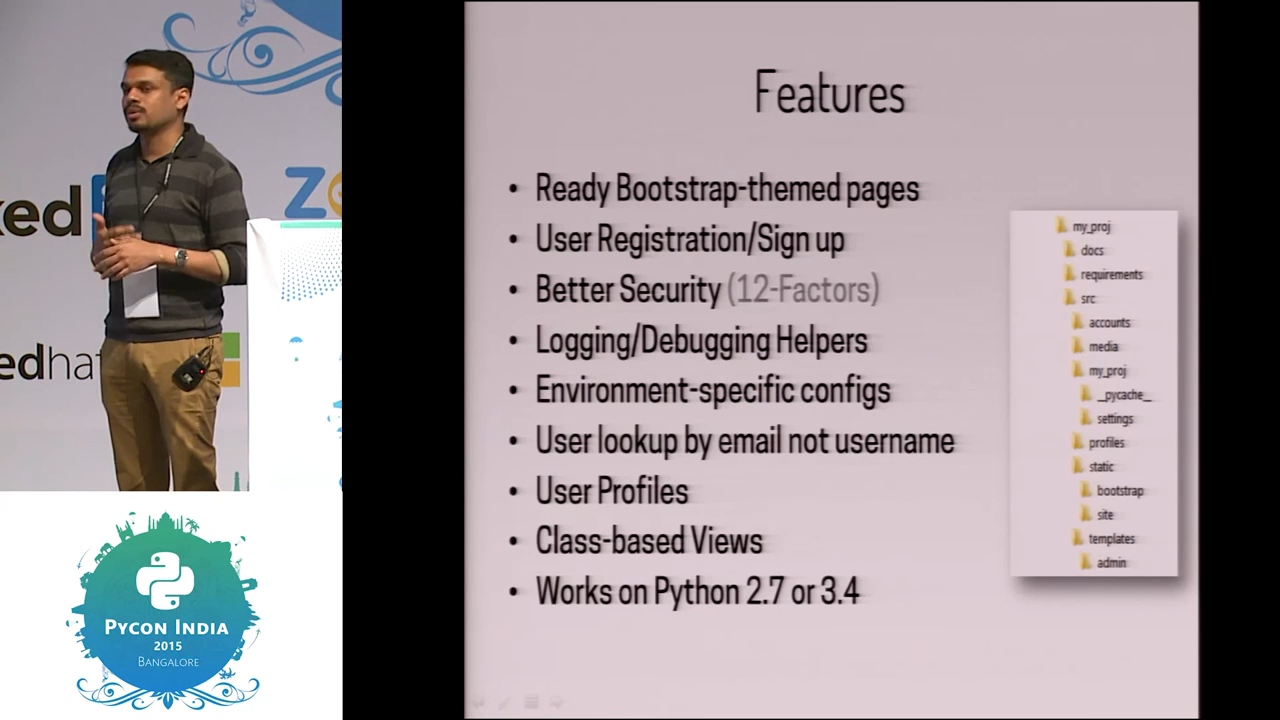 ked
Z
edhat
PYCON INDIA
2015
BANGALORE
Features
• Ready Bootstrap-themed pages
• User Registration/Sign up
• Better Security (12-Factors)
• Logging/Debugging Helpers
• Environment-specific configs
• User lookup by email not username
• User Profiles
• Class-based Views
• Works on Python 2.7 or 3.4
my_proj
docs
requirements
src
accounts
media
my_proj
__pycache__
settings
profiles
static
bootstrap
site
templates
admin